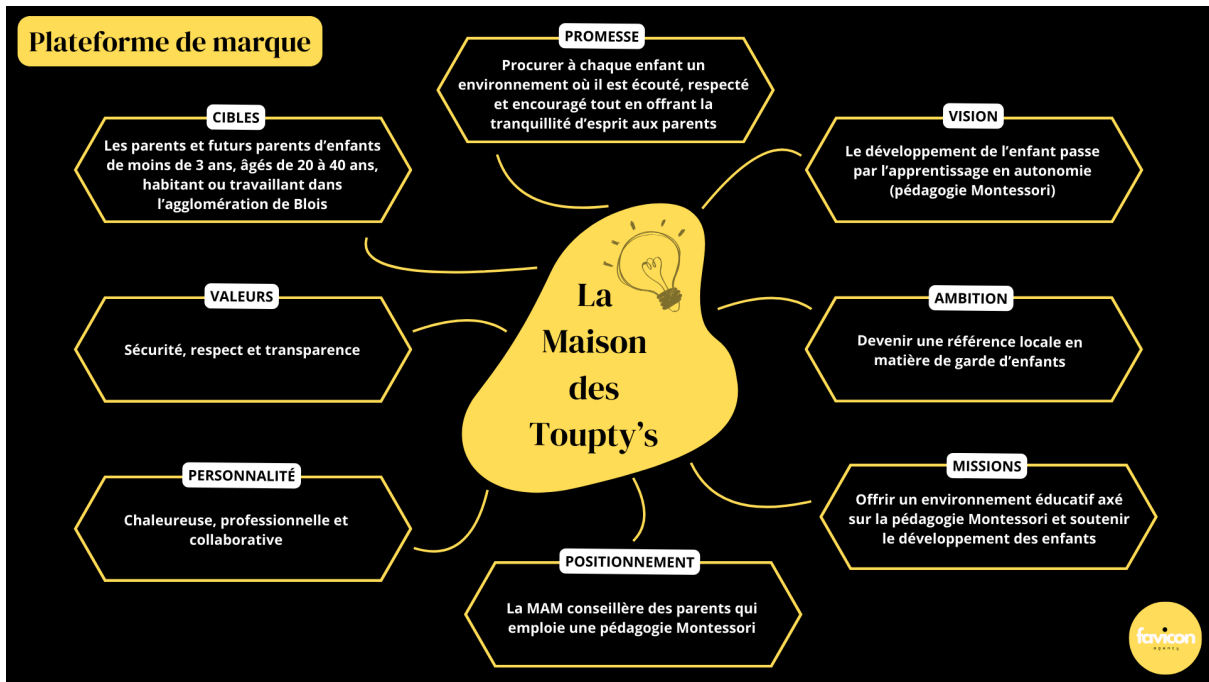 Plateforme de marque
PROMESSE
Procurer à chaque enfant un
environnement où il est écouté, respecté
et encouragé tout en offrant la
tranquillité d'esprit aux parents
CIBLES
Les parents et futurs parents d'enfants
de moins de 3 ans, âgés de 20 à 40 ans,
habitant ou travaillant dans
l'agglomération de Blois
VISION
Le développement de l'enfant passe
par l'apprentissage en autonomie
(pédagogie Montessori)
La
Maison
des
Toupty's
VALEURS
Sécurité, respect et transparence
AMBITION
Devenir une référence locale en
matière de garde d'enfants
PERSONNALITÉ
Chaleureuse, professionnelle et
collaborative
MISSIONS
Offrir un environnement éducatif axé
sur la pédagogie Montessori et soutenir
le développement des enfants
POSITIONNEMENT
La MAM conseillère des parents qui
emploie une pédagogie Montessori
favicon
agency